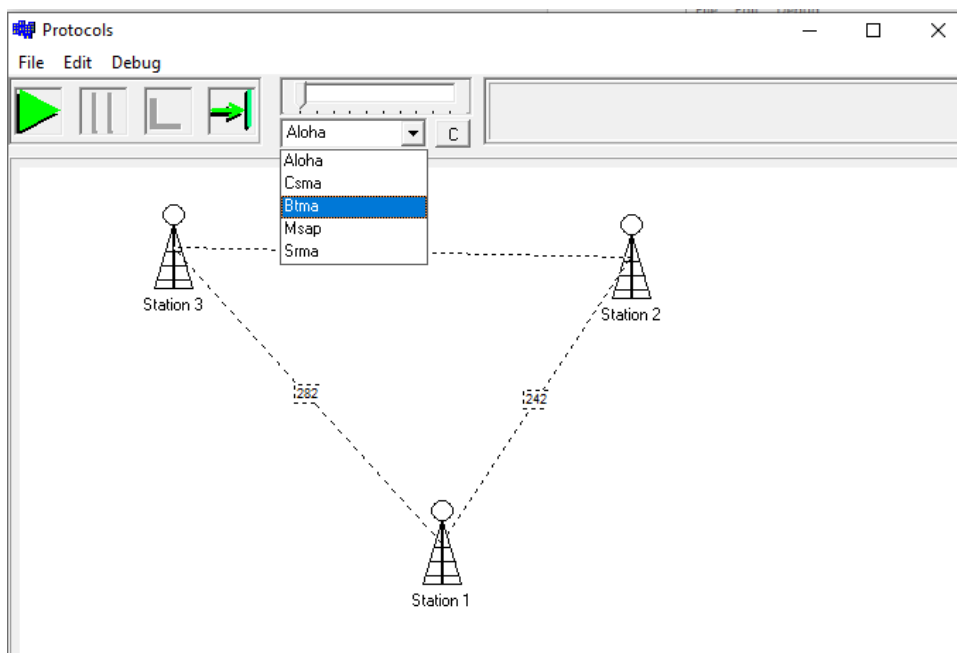 Protocols
File Edit Debug
Aloha
C
Aloha
Csma
Btma
Msap
Srma
Station 3
Station 2
282
242
Station 1